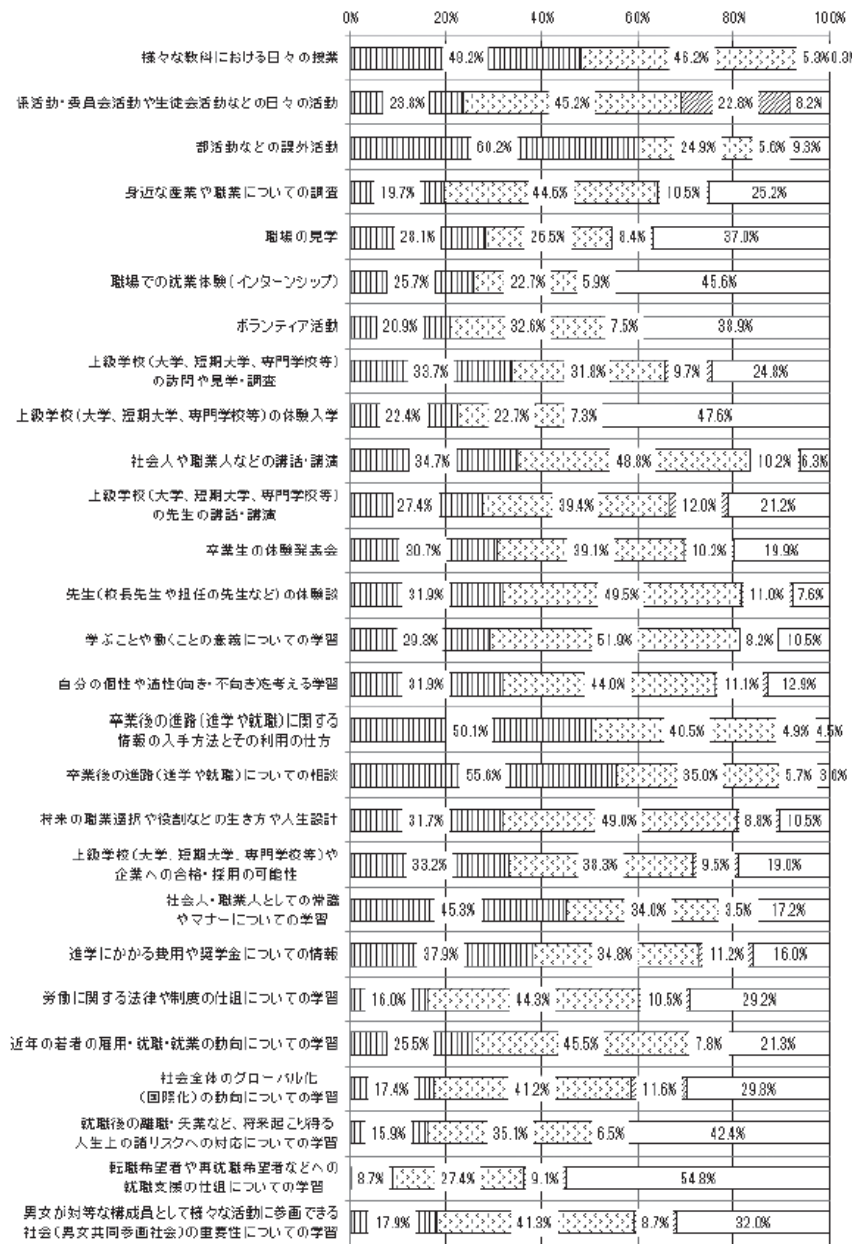 0% 20% 40% 60% 80% 100%
様々な教科における日々の授業 48.2% 46.2% 5.3% 0.3%
係活動・委員会活動や生徒会活動などの日々の活動 23.8% 45.2% 22.8% 8.2%
部活動などの課外活動 60.2% 24.9% 5.6% 9.3%
身近な産業や職業についての調査 19.7% 44.6% 10.5% 25.2%
職場の見学 28.1% 26.5% 8.4% 37.0%
職場での就業体験(インターンシップ) 25.7% 22.7% 5.9% 45.6%
ボランティア活動 20.9% 32.6% 7.5% 38.9%
上級学校(大学、短期大学、専門学校等)
の訪問や見学・調査 33.7% 31.8% 9.7% 24.8%
上級学校(大学、短期大学、専門学校等)の体験入学 22.4% 22.7% 7.3% 47.6%
社会人や職業人などの講話・講演 34.7% 48.8% 10.2% 6.3%
上級学校(大学、短期大学、専門学校等)
の先生の講話・講演 27.4% 39.4% 12.0% 21.2%
卒業生の体験発表会 30.7% 39.1% 10.2% 19.9%
先生(校長先生や担任の先生など)の体験談 31.9% 49.5% 11.0% 7.6%
学ぶことや働くことの意義についての学習 29.3% 51.9% 8.2% 10.5%
自分の個性や適性(向き・不向き)を考える学習 31.9% 44.0% 11.1% 12.9%
卒業後の進路(進学や就職)に関する
情報の入手方法とその利用の仕方 50.1% 40.5% 4.9% 4.5%
卒業後の進路(進学や就職)についての相談 55.6% 35.0% 5.7%
将来の職業選択や役割などの生き方や人生設計 31.7% 49.0% 8.8% 10.5%
上級学校(大学、短期大学、専門学校等)や
企業への合格・採用の可能性 33.2% 38.3% 9.5% 19.0%
社会人・職業人としての常識
やマナーについての学習 45.3% 34.0% 3.5% 17.2%
進学にかかる費用や奨学金についての情報 37.9% 34.8% 11.2% 16.0%
労働に関する法律や制度の仕組についての学習 16.0% 44.3% 10.5% 29.2%
近年の若者の雇用・就職・就業の動向についての学習 25.5% 45.5% 7.8% 21.3%
社会全体のグローバル化
(国際化)の動向についての学習 17.4% 41.2% 11.6% 29.8%
就職後の離職・失業など、将来起こり得る
人生上の諸リスクへの対応についての学習 15.9% 35.1% 6.5% 42.4%
転職希望者や再就職希望者などへの
就職支援の仕組についての学習 8.7% 27.4% 9.1% 54.8%
男女が対等な構成員として様々な活動に参画できる
社会(男女共同参画社会)の重要性についての学習 17.9% 41.3% 8.7% 32.0%